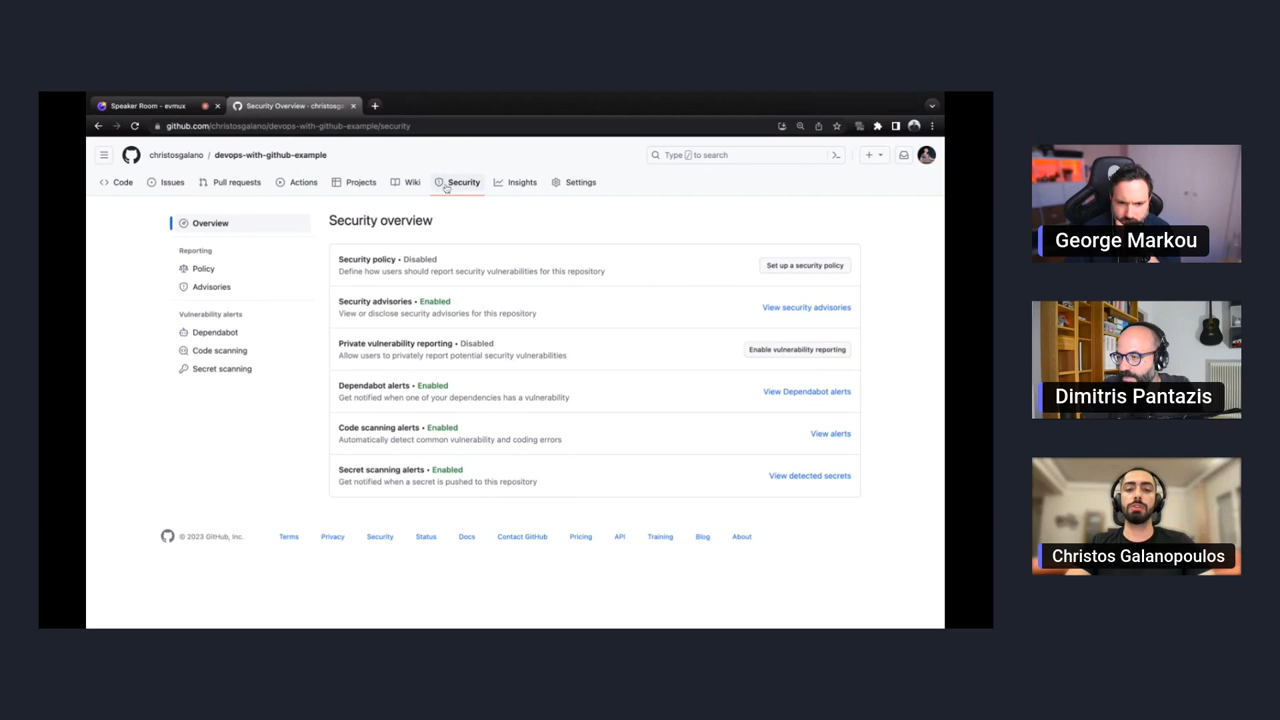 Speaker Room - evmux
Security Overview · christosga
github.com/christosgalano/devops-with-github-example/security
christosgalano / devops-with-github-example
Type / to search
Code Issues Pull requests Actions Projects Wiki Security Insights Settings
Overview
Reporting
Policy
Advisories
Vulnerability alerts
Dependabot
Code scanning
Secret scanning
Security overview
Security policy • Disabled
Define how users should report security vulnerabilities for this repository
Set up a security policy
Security advisories • Enabled
View or disclose security advisories for this repository
View security advisories
Private vulnerability reporting • Disabled
Allow users to privately report potential security vulnerabilities
Enable vulnerability reporting
Dependabot alerts • Enabled
Get notified when one of your dependencies has a vulnerability
View Dependabot alerts
Code scanning alerts • Enabled
Automatically detect common vulnerability and coding errors
View alerts
Secret scanning alerts • Enabled
Get notified when a secret is pushed to this repository
View detected secrets
© 2023 GitHub, Inc. Terms Privacy Security Status Docs Contact GitHub Pricing API Training Blog About
George Markou
Dimitris Pantazis
Christos Galanopoulos